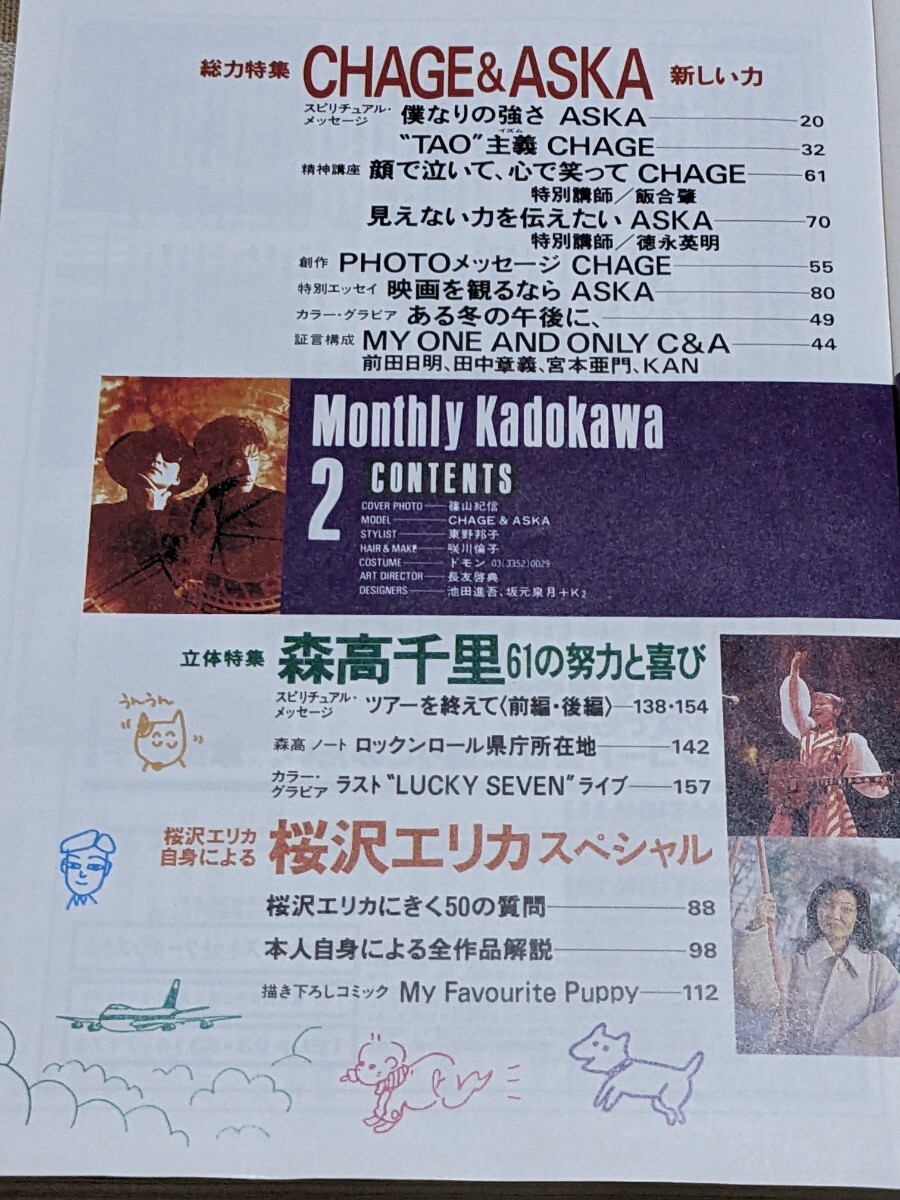 総力特集 CHAGE&ASKA 新しい力
スピリチュアル・メッセージ 僕なりの強さ ASKA 20
“TAO”主義 CHAGE 32
イズム
精神講座 顔で泣いて、心で笑って CHAGE 61
特別講師／飯合肇
見えない力を伝えたい ASKA 70
特別講師／徳永英明
創作 PHOTOメッセージ CHAGE 55
特別エッセイ 映画を観るなら ASKA 80
カラー・グラビア ある冬の午後に、 49
証言構成 MY ONE AND ONLY C&A 44
前田日明、田中章義、宮本亜門、KAN
Monthly Kadokawa
2 CONTENTS
COVER PHOTO 篠山紀信
MODEL CHAGE & ASKA
STYLIST 東野邦子
HAIR & MAKE 咲川倫子
COSTUME ドモン 03(3352)0029
ART DIRECTOR 長友啓典
DESIGNERS 池田進吾、坂元泉月+K2
立体特集 森高千里 61の努力と喜び
うんうん
スピリチュアル・メッセージ ツアーを終えて〈前編・後編〉 138・154
森高ノート ロックンロール県庁所在地 142
カラー・グラビア ラスト“LUCKY SEVEN”ライブ 157
桜沢エリカ自身による 桜沢エリカスペシャル
桜沢エリカにきく50の質問 88
本人自身による全作品解説 98
描き下ろしコミック My Favourite Puppy 112